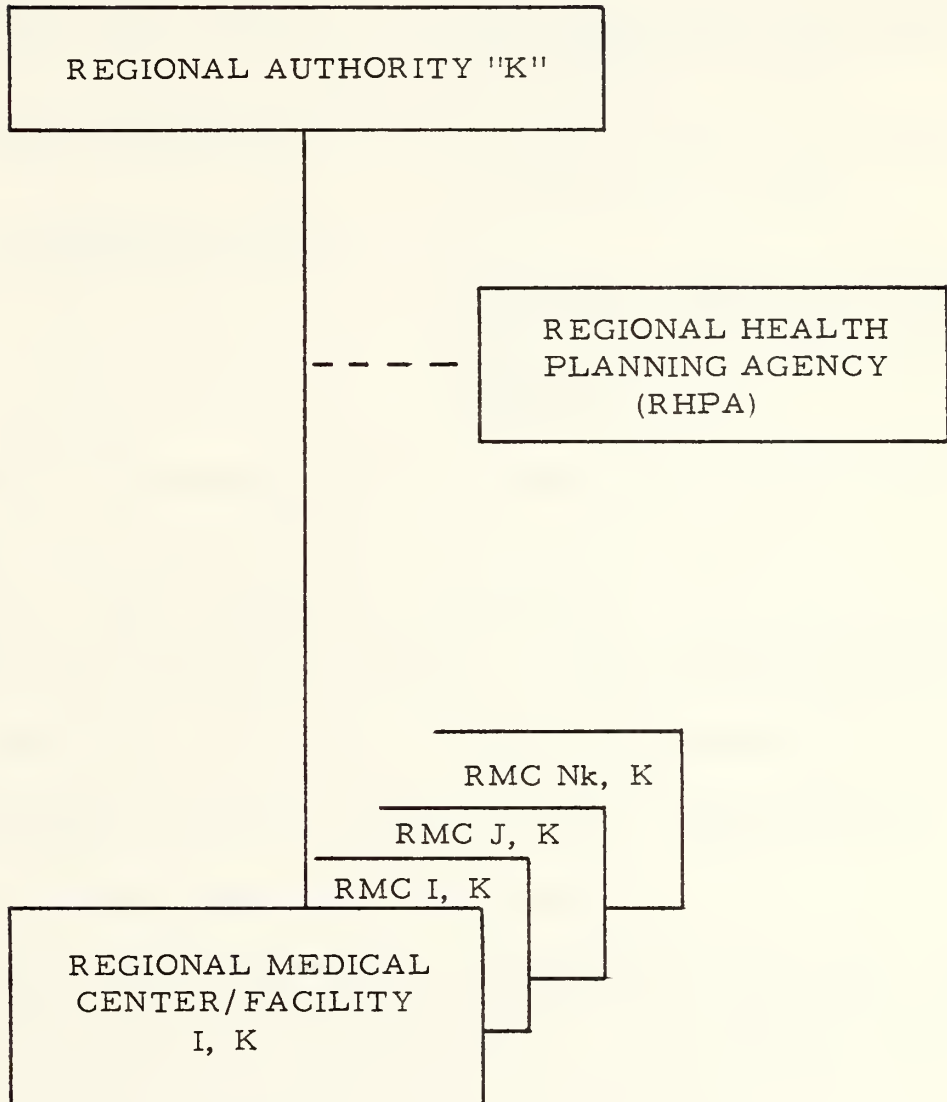 REGIONAL AUTHORITY "K"
REGIONAL HEALTH
PLANNING AGENCY
(RHPA)
RMC Nk, K
RMC J, K
RMC I, K
REGIONAL MEDICAL
CENTER/FACILITY
I, K